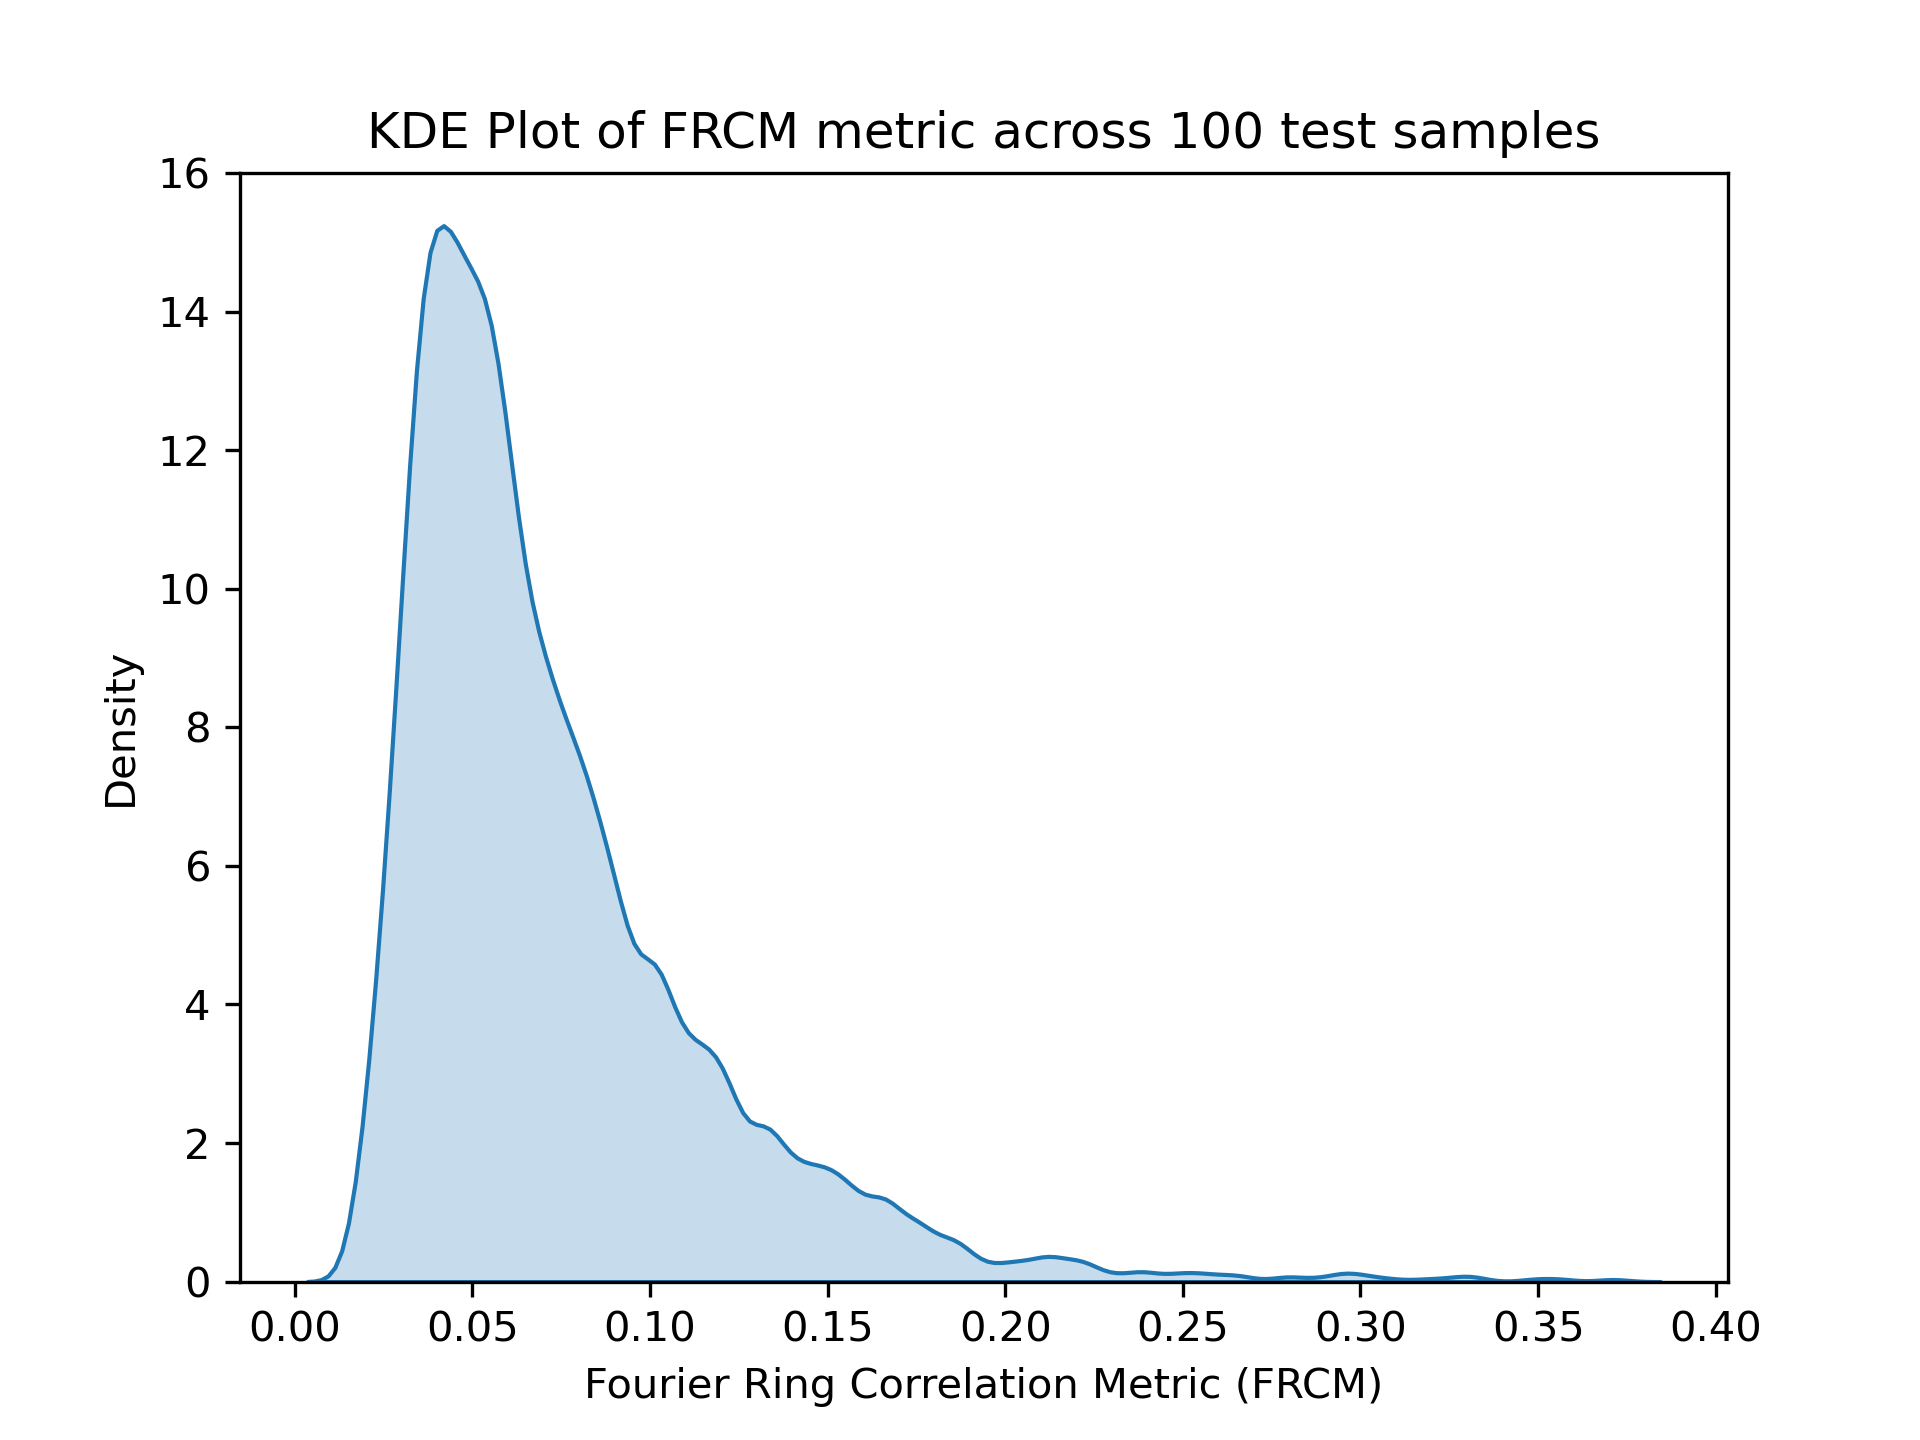 KDE Plot of FRCM metric across 100 test samples
16
14
12
10
8
6
4
2
0
Density
0.00 0.05 0.10 0.15 0.20 0.25 0.30 0.35 0.40
Fourier Ring Correlation Metric (FRCM)